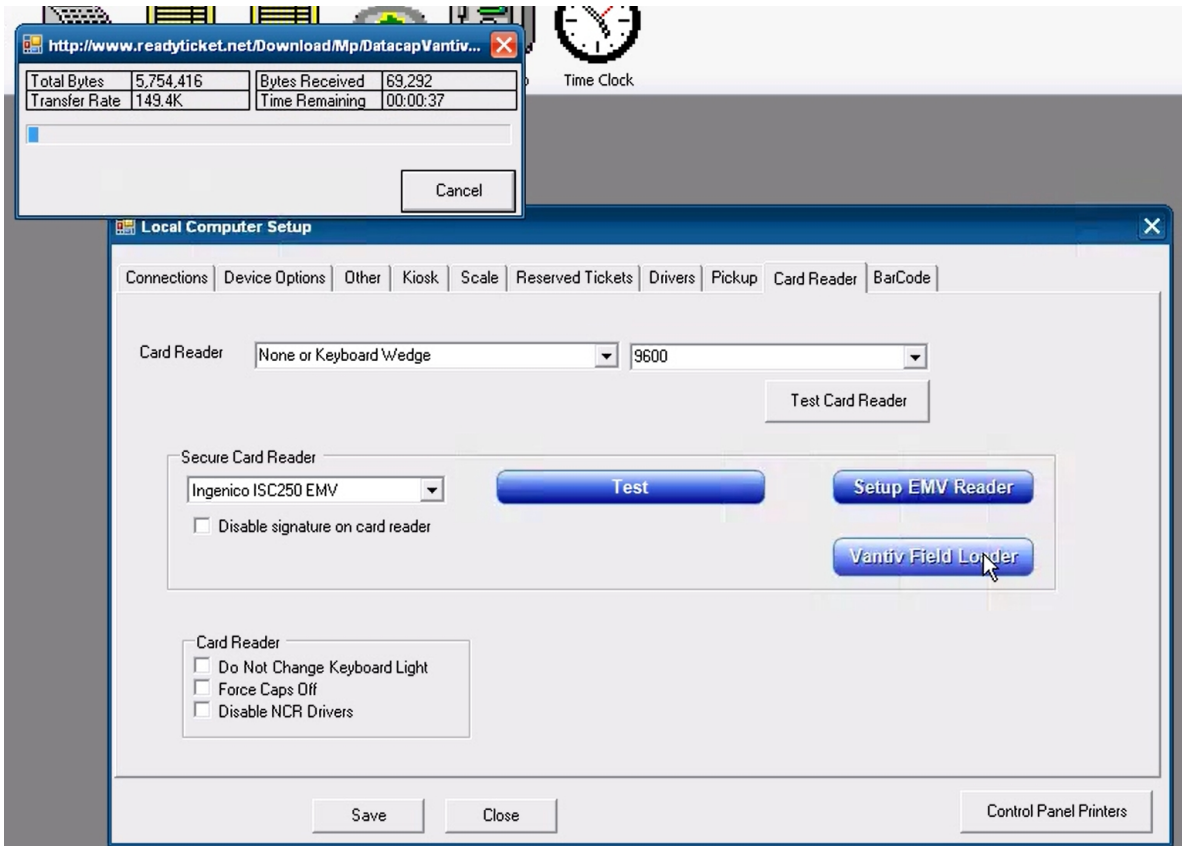 http://www.readyticket.net/Download/Mp/DatacapVantiv...
Total Bytes 5,754,416 Bytes Received 69,292
Transfer Rate 149.4K Time Remaining 00:00:37
Cancel
Time Clock
Local Computer Setup
Connections Device Options Other Kiosk Scale Reserved Tickets Drivers Pickup Card Reader BarCode
Card Reader None or Keyboard Wedge 9600
Test Card Reader
Secure Card Reader
Ingenico ISC250 EMV Test Setup EMV Reader
Disable signature on card reader
Vantiv Field Loader
Card Reader
Do Not Change Keyboard Light
Force Caps Off
Disable NCR Drivers
Save Close Control Panel Printers